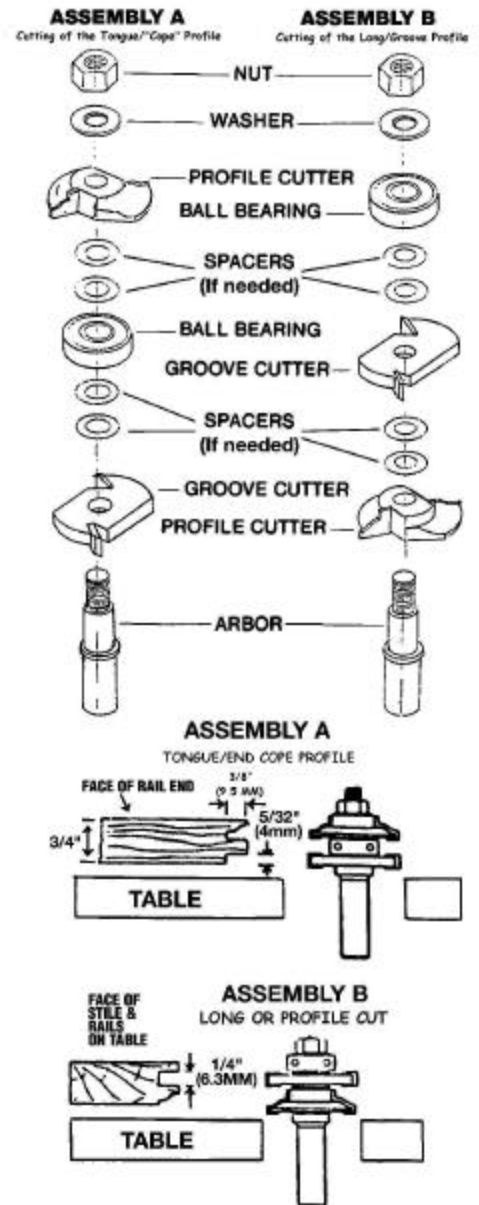 ASSEMBLY A
Cutting of the Tongue/"Cope" Profile
ASSEMBLY B
Cutting of the Long/Groove Profile
NUT
WASHER
PROFILE CUTTER
BALL BEARING
SPACERS
(If needed)
BALL BEARING
GROOVE CUTTER
SPACERS
(If needed)
GROOVE CUTTER
PROFILE CUTTER
ARBOR
ASSEMBLY A
TONGUE/END COPE PROFILE
FACE OF RAIL END
3/8"
(9 5 MM)
5/32"
(4mm)
3/4"
TABLE
ASSEMBLY B
LONG OR PROFILE CUT
FACE OF
STILE &
RAILS
ON TABLE
1/4"
(6.3MM)
TABLE